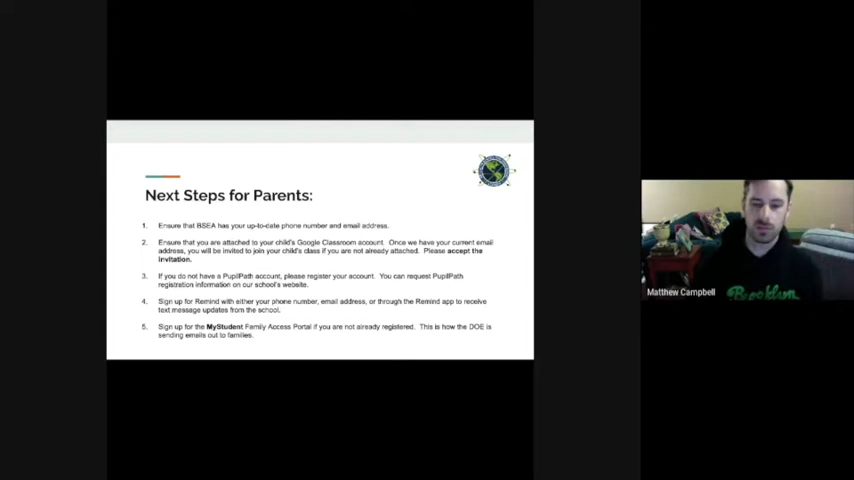 Next Steps for Parents:
1. Ensure that BSEA has your up-to-date phone number and email address.
2. Ensure that you are attached to your child's Google Classroom account. Once we have your current email
address, you will be invited to join your child's class if you are not already attached. Please accept the
invitation.
3. If you do not have a PupilPath account, please register your account. You can request PupilPath
registration information on our school's website.
4. Sign up for Remind with either your phone number, email address, or through the Remind app to receive
text message updates from the school.
5. Sign up for the MyStudent Family Access Portal if you are not already registered. This is how the DOE is
sending emails out to families.
Matthew Campbell
Brooklyn